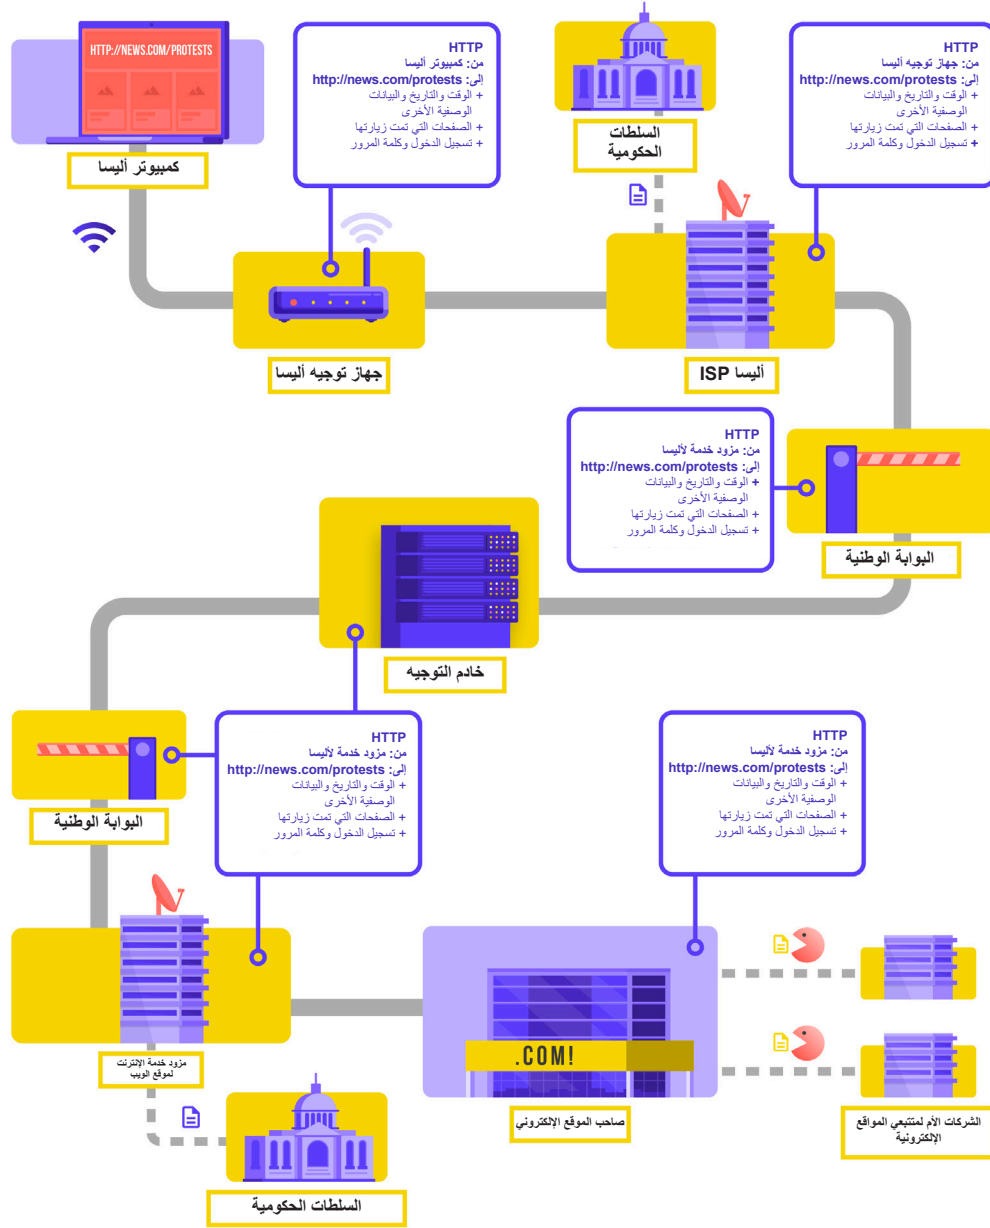 HTTP://NEWS.COM/PROTESTS
كمبيوتر أليسا
HTTP
من: كمبيوتر أليسا
إلى: http://news.com/protests
+ الوقت والتاريخ والبيانات
الوصفية الأخرى
+ الصفحات التي تمت زيارتها
+ تسجيل الدخول وكلمة المرور
السلطات
الحكومية
HTTP
من: جهاز توجيه أليسا
إلى: http://news.com/protests
+ الوقت والتاريخ والبيانات
الوصفية الأخرى
+ الصفحات التي تمت زيارتها
+ تسجيل الدخول وكلمة المرور
جهاز توجيه أليسا
أليسا ISP
HTTP
من: مزود خدمة لأليسا
إلى: http://news.com/protests
+ الوقت والتاريخ والبيانات
الوصفية الأخرى
+ الصفحات التي تمت زيارتها
+ تسجيل الدخول وكلمة المرور
البوابة الوطنية
خادم التوجيه
البوابة الوطنية
HTTP
من: مزود خدمة لأليسا
إلى: http://news.com/protests
+ الوقت والتاريخ والبيانات
الوصفية الأخرى
+ الصفحات التي تمت زيارتها
+ تسجيل الدخول وكلمة المرور
HTTP
من: مزود خدمة لأليسا
إلى: http://news.com/protests
+ الوقت والتاريخ والبيانات
الوصفية الأخرى
+ الصفحات التي تمت زيارتها
+ تسجيل الدخول وكلمة المرور
مزود خدمة الإنترنت
لموقع الويب
.COM!
صاحب الموقع الإلكتروني
الشركات الأم لمتتبعي المواقع
الإلكترونية
السلطات الحكومية